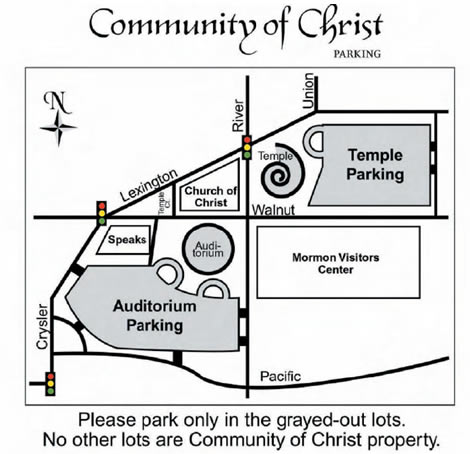 Community of Christ
PARKING
N
Union
River
Lexington
Temple
Temple
Parking
Temple
Ct.
Church of
Christ
Walnut
Speaks
Audi-
torium
Mormon Visitors
Center
Auditorium
Parking
Crysler
Pacific
Please park only in the grayed-out lots.
No other lots are Community of Christ property.